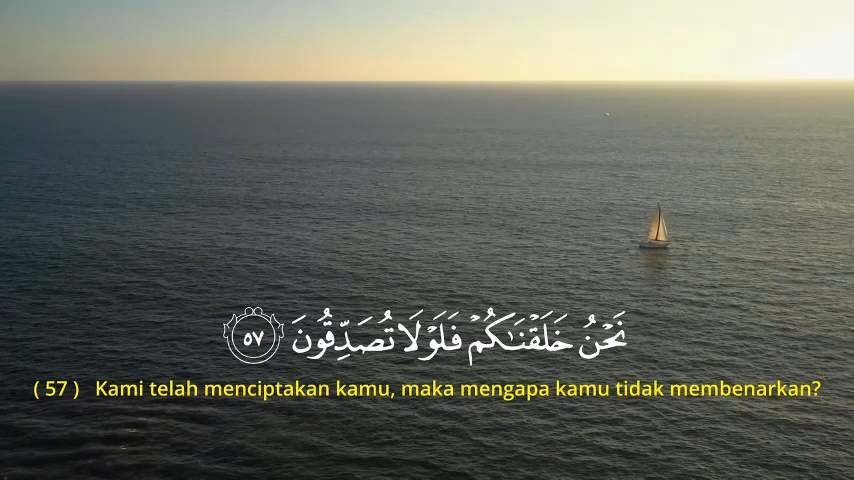 نَحْنُ خَلَقْنَٰكُمْ فَلَوْلَا تُصَدِّقُونَ ٥٧
( 57 ) Kami telah menciptakan kamu, maka mengapa kamu tidak membenarkan?